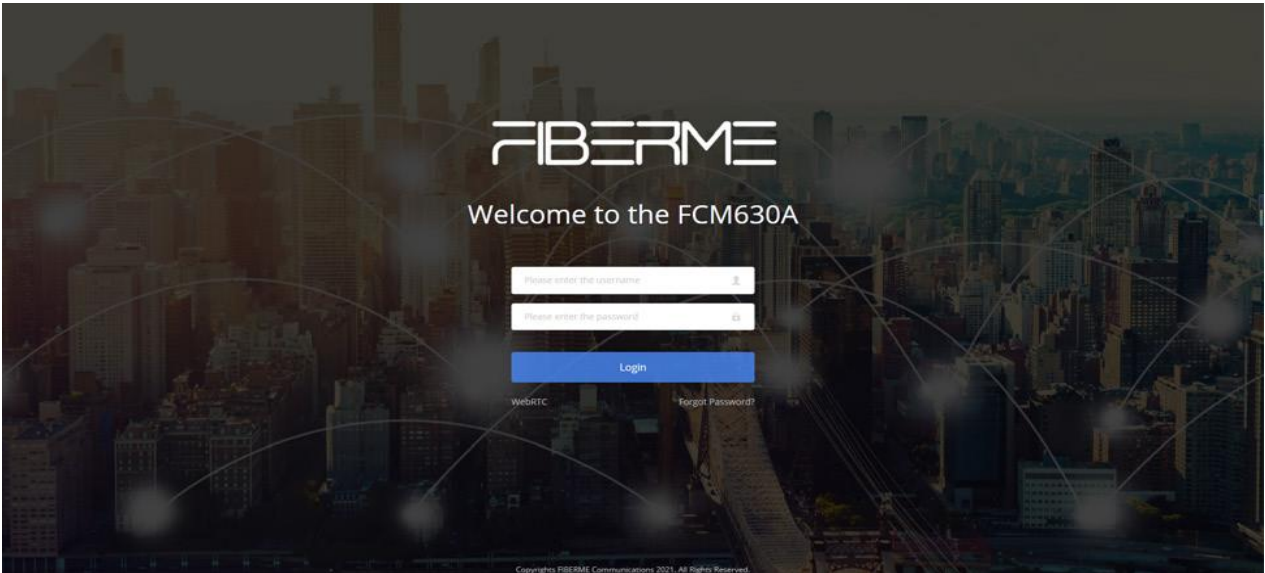 FIBERME
Welcome to the FCM630A
Please enter the username
Please enter the password
Login
WebRTC Forgot Password?
Copyrights FIBERME Communications 2021. All Rights Reserved.